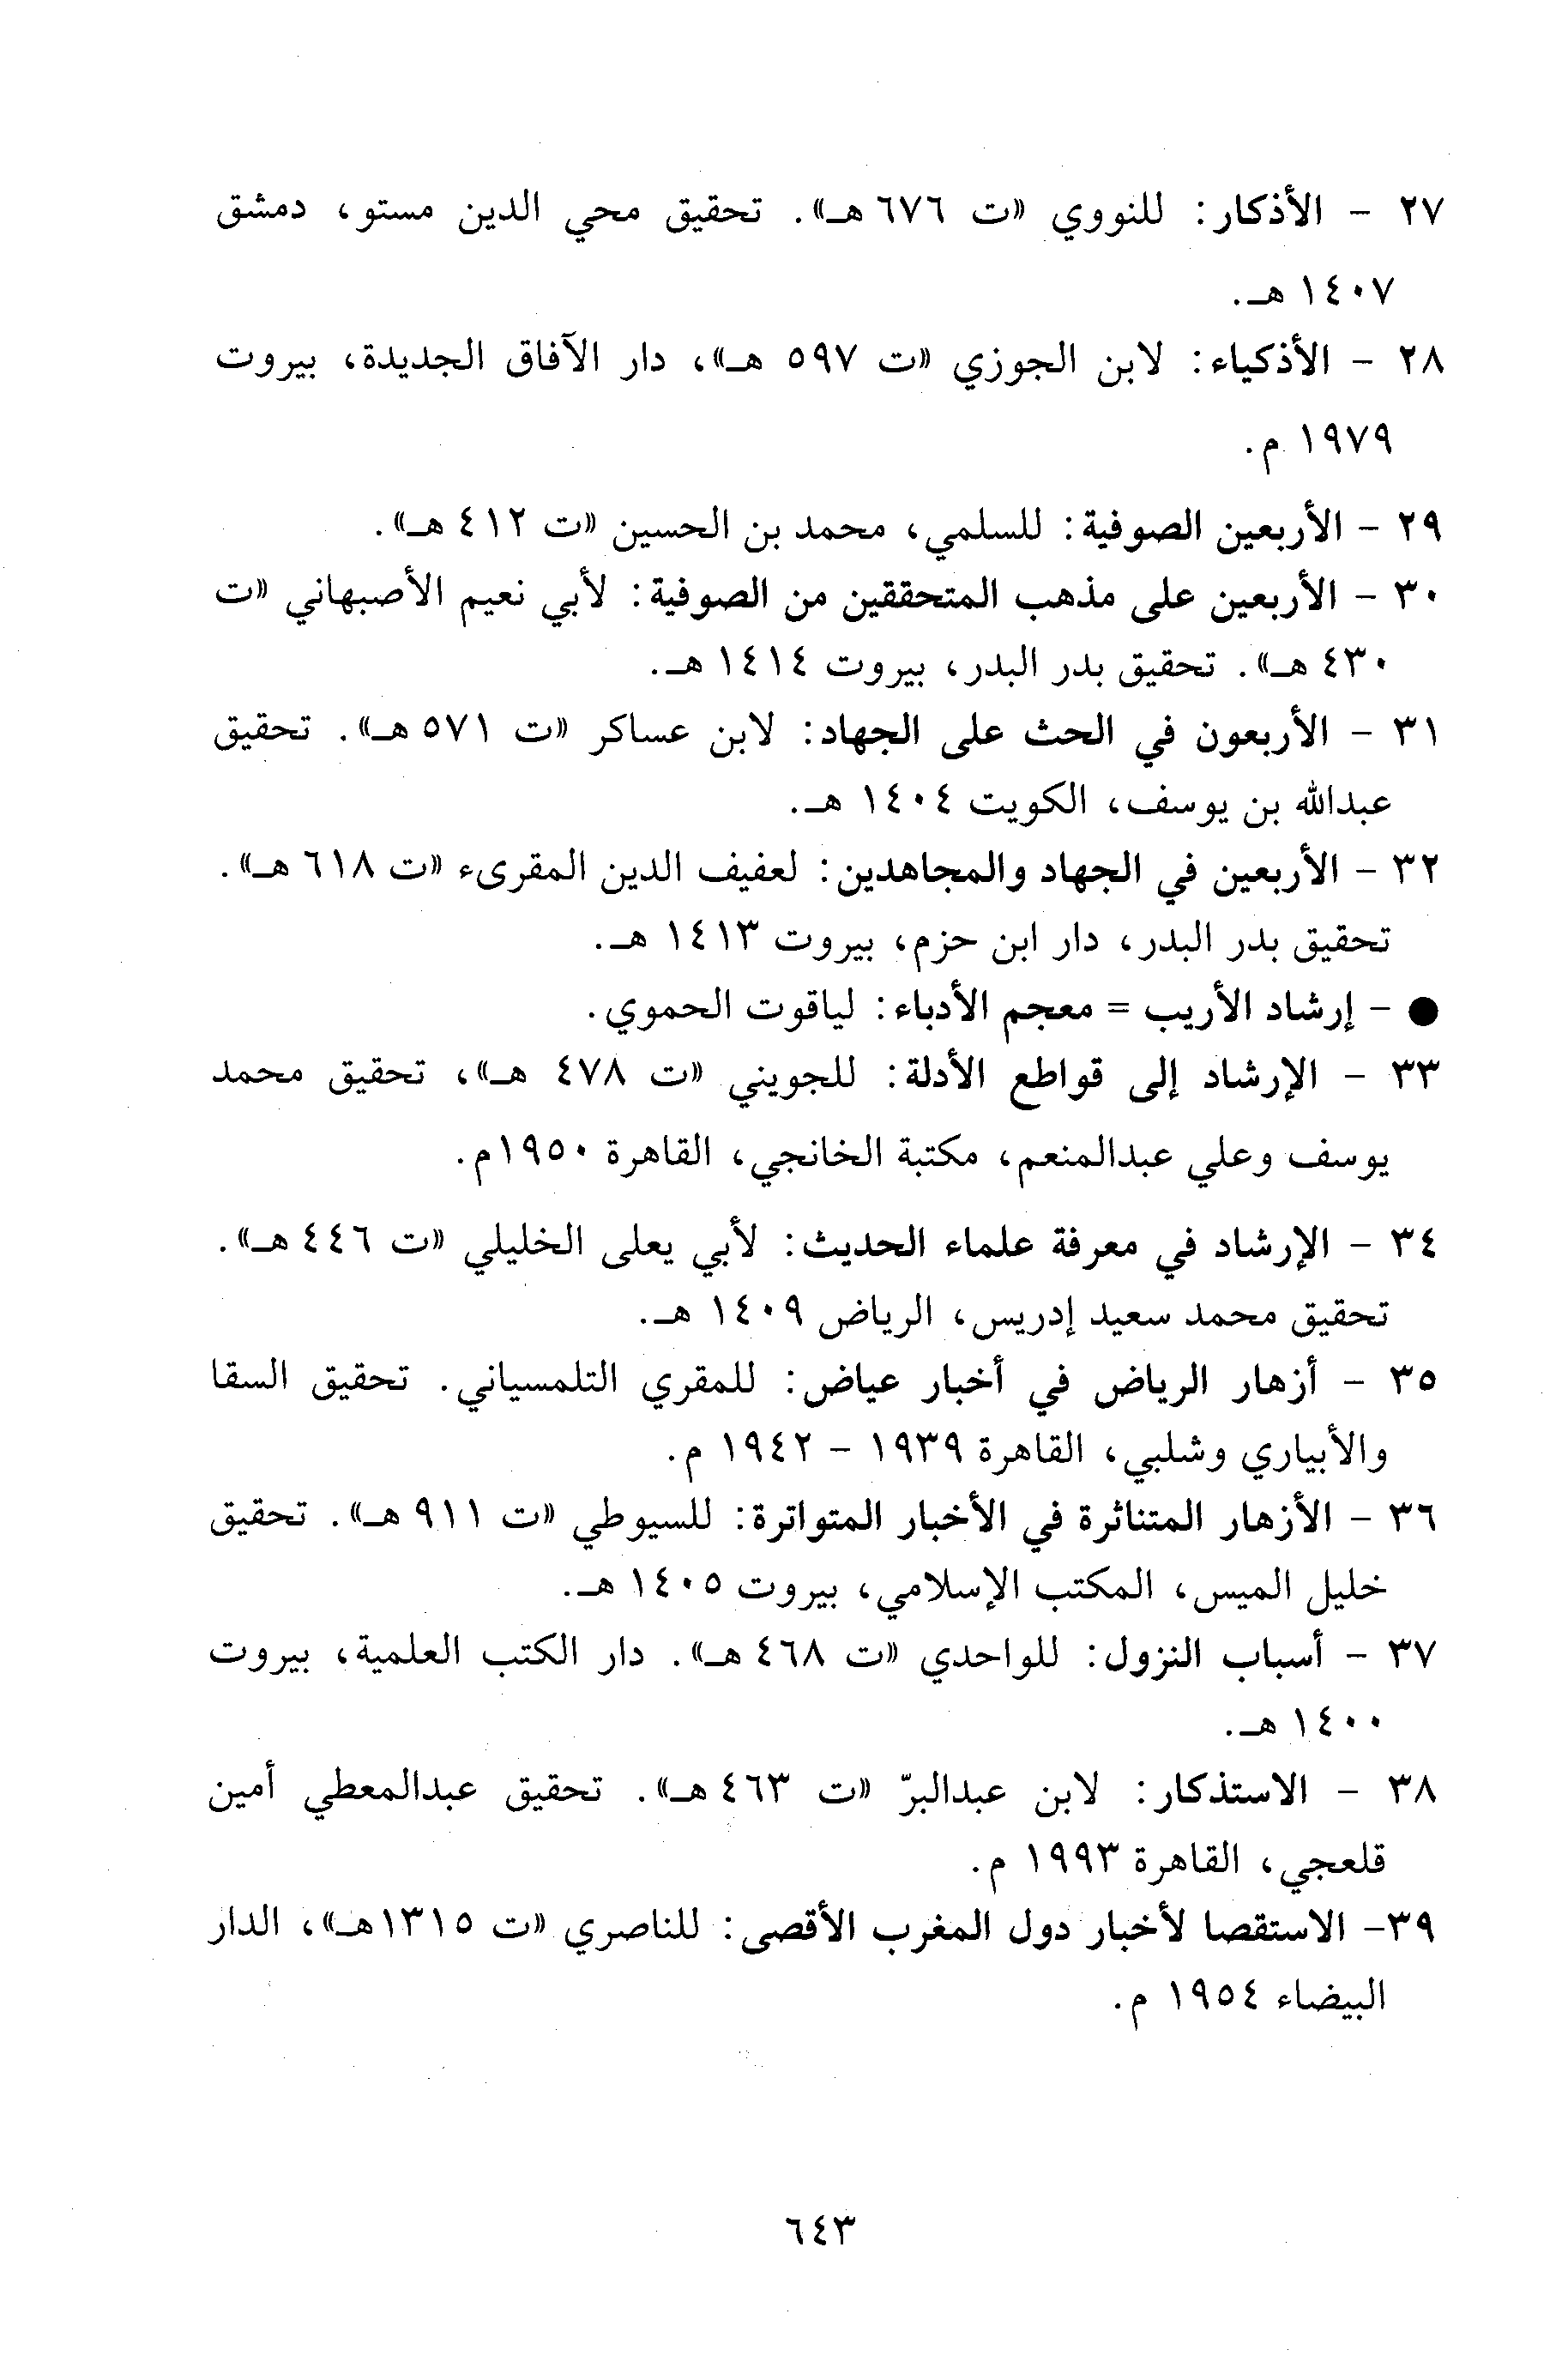 ٢٧ - الأذكار: للنووي «ت ٦٧٦ هـ». تحقيق محي الدين مستو، دمشق
١٤٠٧ هـ.
٢٨ - الأذكياء: لابن الجوزي «ت ٥٩٧ هـ»، دار الآفاق الجديدة، بيروت
١٩٧٩ م.
٢٩ - الأربعين الصوفية: للسلمي، محمد بن الحسين «ت ٤١٢ هـ».
٣٠ - الأربعين على مذهب المتحققين من الصوفية: لأبي نعيم الأصبهاني «ت
٤٣٠ هـ». تحقيق بدر البدر، بيروت ١٤١٤ هـ.
٣١ - الأربعون في الحث على الجهاد: لابن عساكر «ت ٥٧١ هـ». تحقيق
عبدالله بن يوسف، الكويت ١٤٠٤ هـ.
٣٢ - الأربعين في الجهاد والمجاهدين: لعفيف الدين المقرىء «ت ٦١٨ هـ».
تحقيق بدر البدر، دار ابن حزم، بيروت ١٤١٣ هـ.
● - إرشاد الأريب = معجم الأدباء: لياقوت الحموي.
٣٣ - الإرشاد إلى قواطع الأدلة: للجويني «ت ٤٧٨ هـ»، تحقيق محمد
يوسف وعلي عبدالمنعم، مكتبة الخانجي، القاهرة ١٩٥٠م.
٣٤ - الإرشاد في معرفة علماء الحديث: لأبي يعلى الخليلي «ت ٤٤٦ هـ».
تحقيق محمد سعيد إدريس، الرياض ١٤٠٩ هـ.
٣٥ - أزهار الرياض في أخبار عياض: للمقري التلمسياني. تحقيق السقا
والأبياري وشلبي، القاهرة ١٩٣٩ - ١٩٤٢ م.
٣٦ - الأزهار المتناثرة في الأخبار المتواترة: للسيوطي «ت ٩١١ هـ». تحقيق
خليل الميس، المكتب الإسلامي، بيروت ١٤٠٥ هـ.
٣٧ - أسباب النزول: للواحدي «ت ٤٦٨ هـ». دار الكتب العلمية، بيروت
١٤٠٠ هـ.
٣٨ - الاستذكار: لابن عبدالبرّ «ت ٤٦٣ هـ». تحقيق عبدالمعطي أمين
قلعجي، القاهرة ١٩٩٣ م.
٣٩- الاستقصا لأخبار دول المغرب الأقصى: للناصري «ت ١٣١٥هـ»، الدار
البيضاء ١٩٥٤ م.
٦٤٣